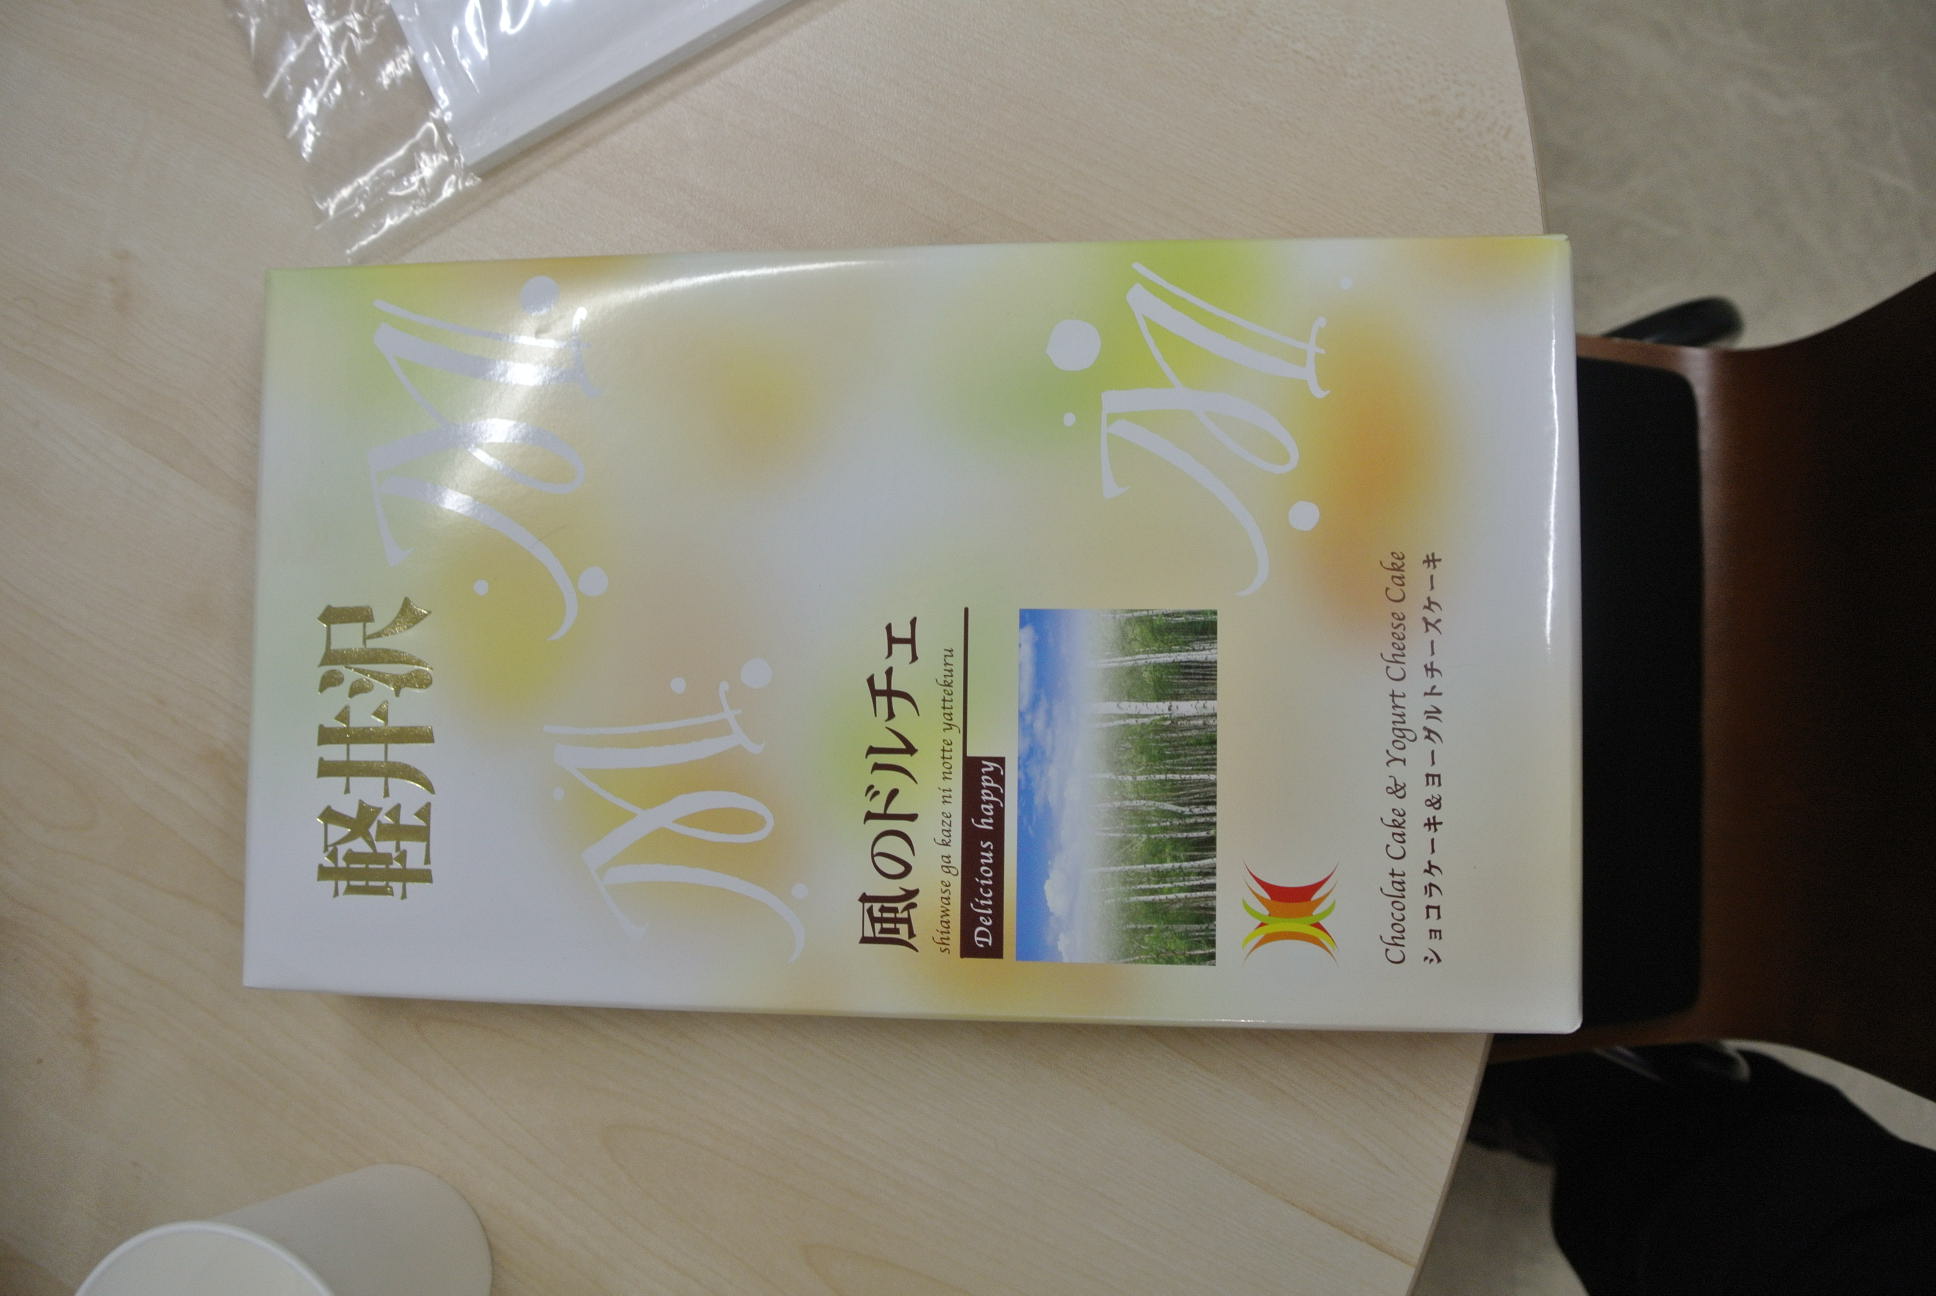 軽井沢
風のドルチェ
shiawase ga kaze ni notte yattekuru
Delicious happy
Chocolat Cake & Yogurt Cheese Cake
ショコラケーキ&ヨーグルトチーズケーキ